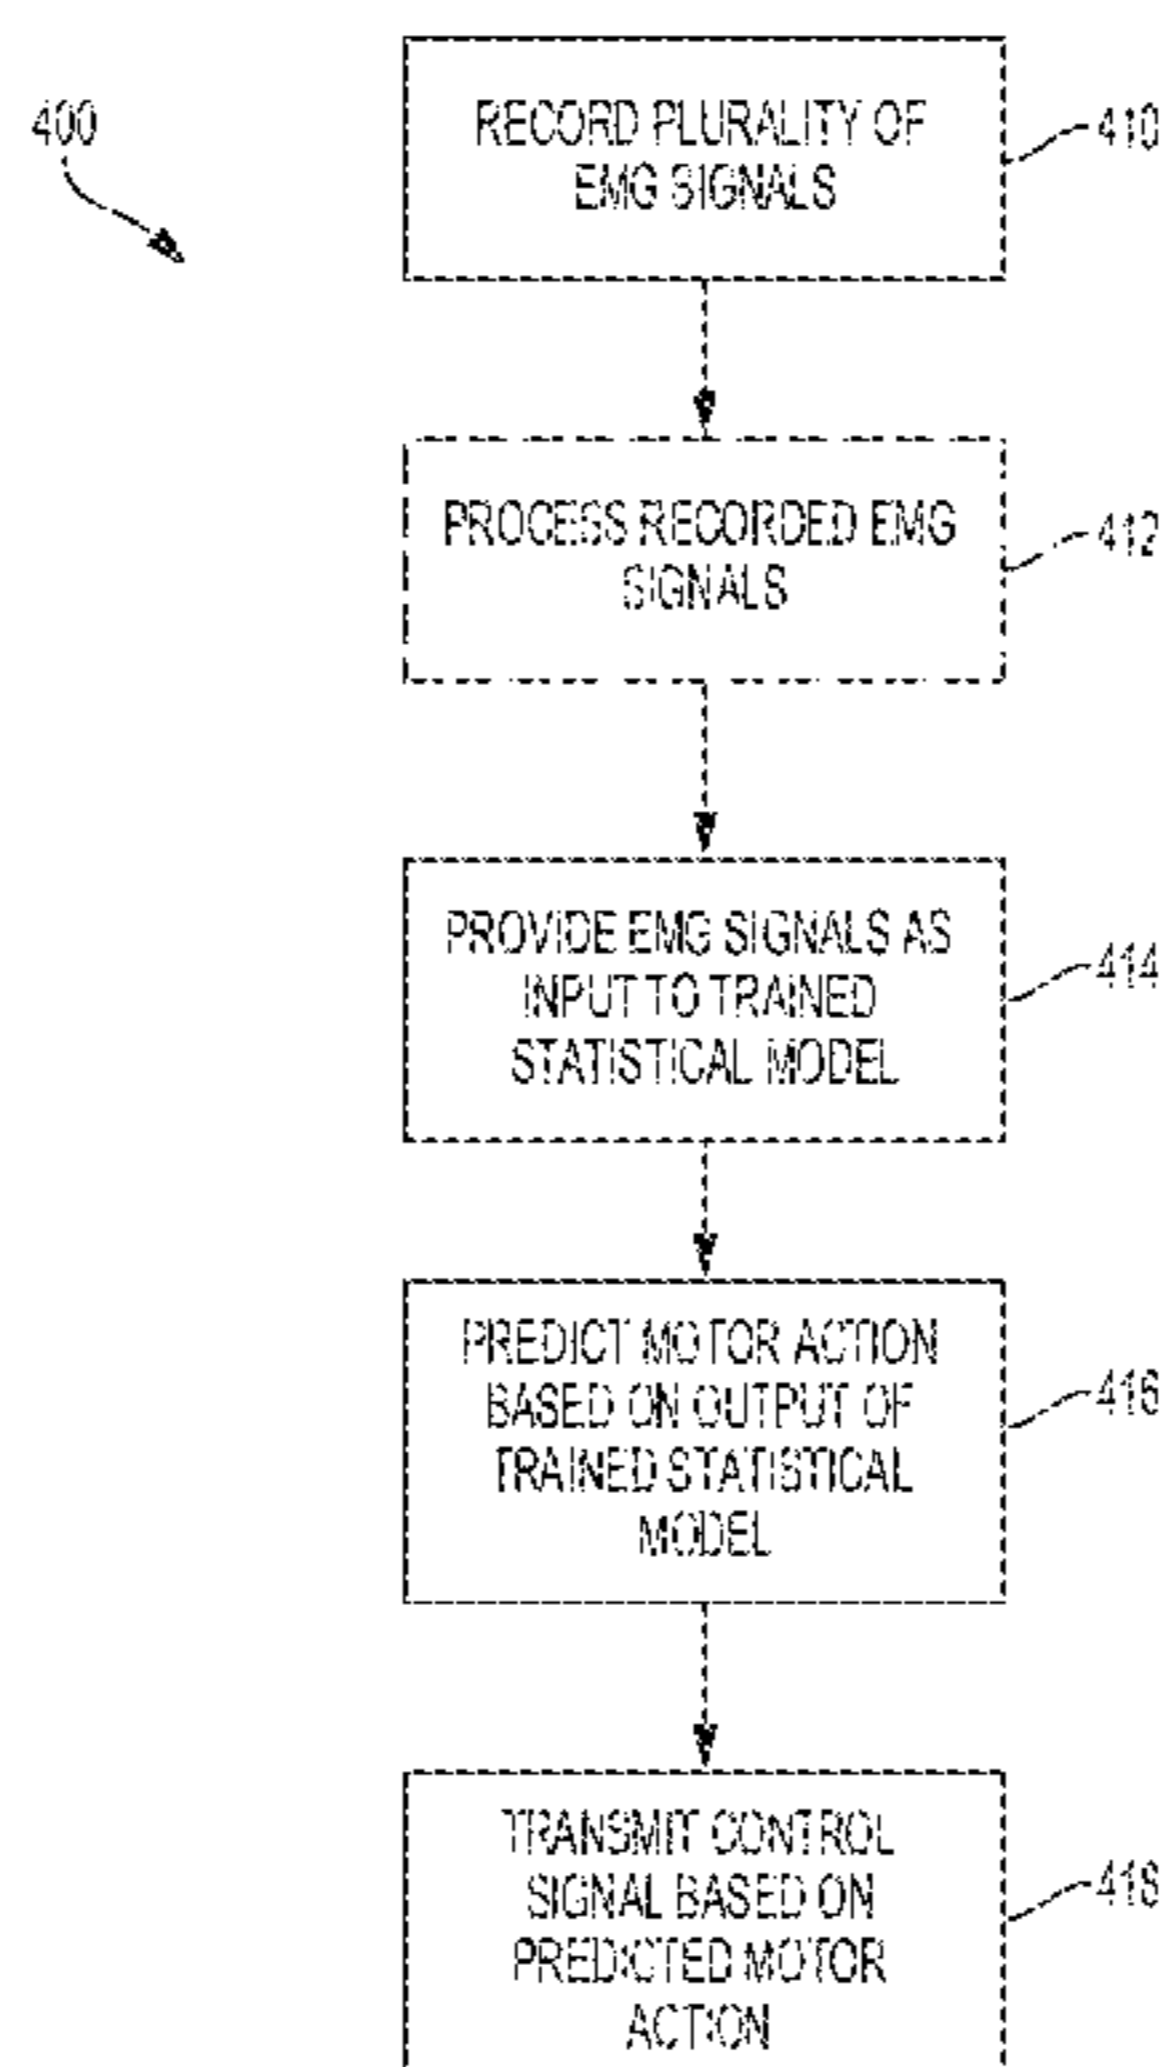 400
RECORD PLURALITY OF
EMG SIGNALS
410
PROCESS RECORDED EMG
SIGNALS
412
PROVIDE EMG SIGNALS AS
INPUT TO TRAINED
STATISTICAL MODEL
414
PREDICT MOTOR ACTION
BASED ON OUTPUT OF
TRAINED STATISTICAL
MODEL
416
TRANSMIT CONTROL
SIGNAL BASED ON
PREDICTED MOTOR
ACTION
418